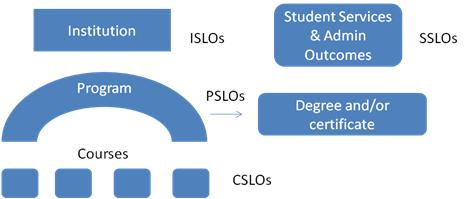 Institution
ISLOs
Student Services
& Admin
Outcomes
SSLOs
Program
PSLOs
Degree and/or
certificate
Courses
CSLOs